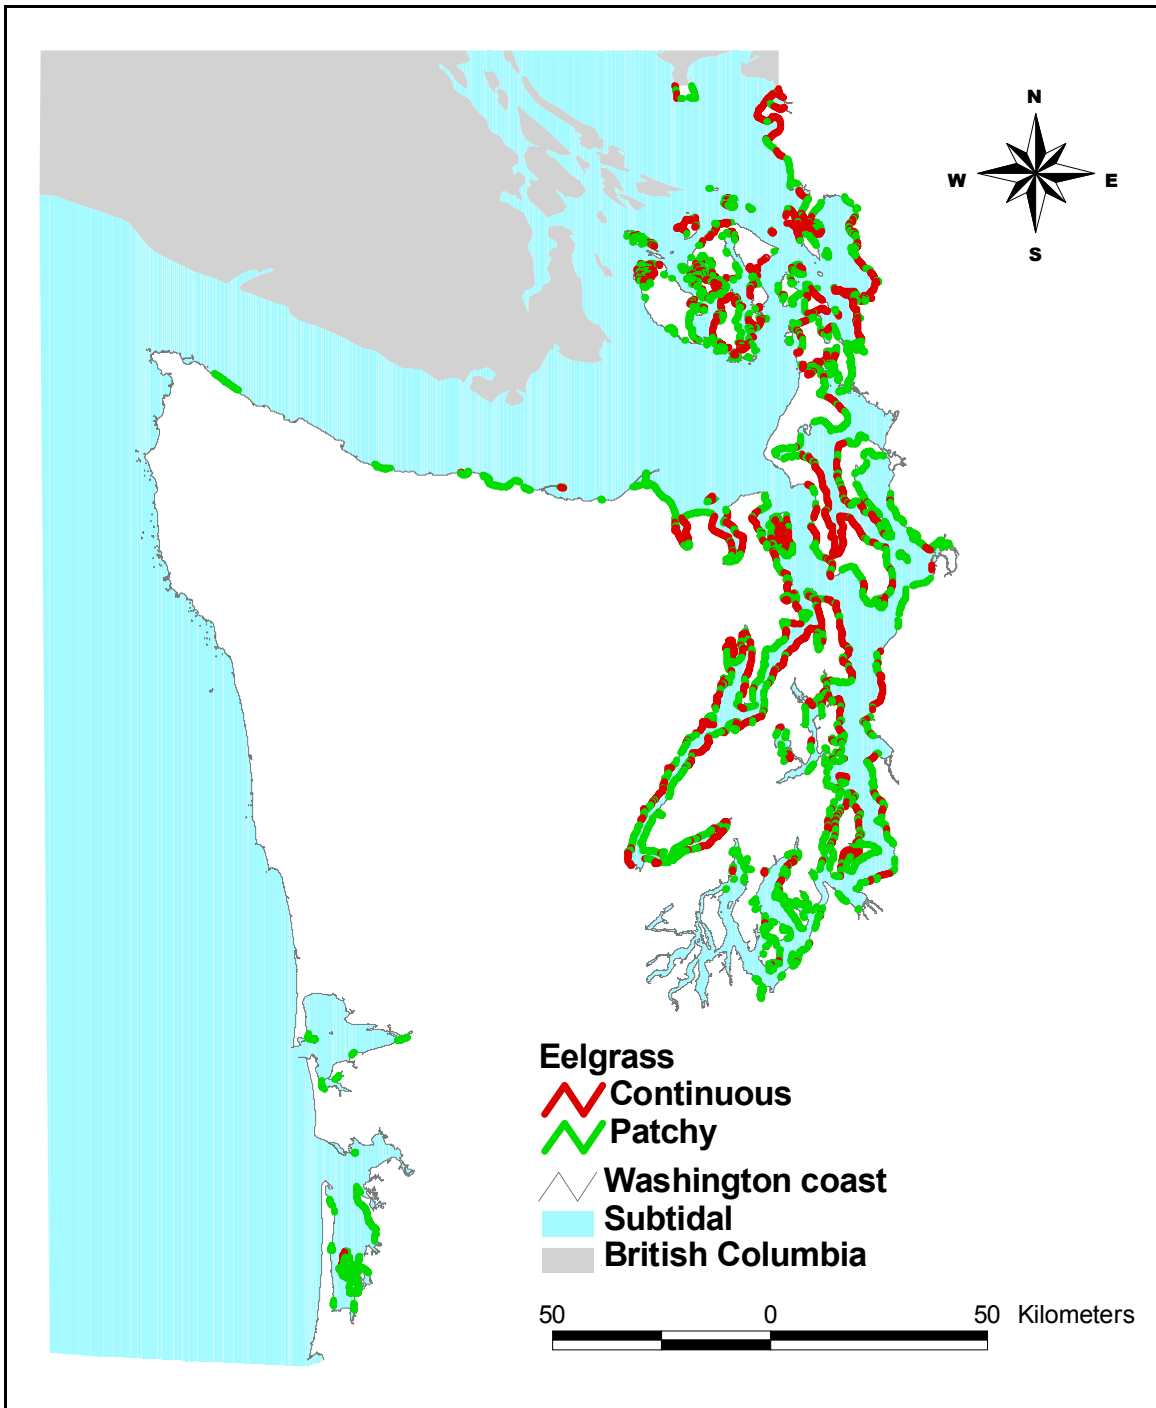 N
W E
S
Eelgrass
Continuous
Patchy
Washington coast
Subtidal
British Columbia
50 0 50 Kilometers